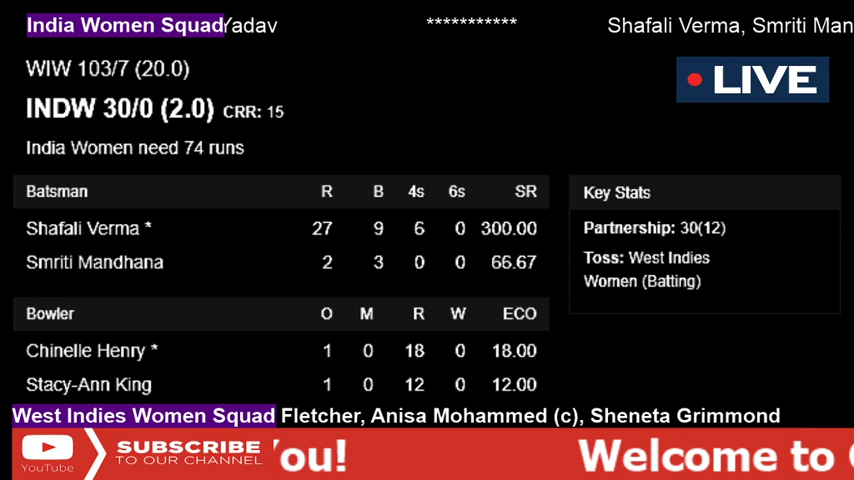 India Women Squad Yadav *********** Shafali Verma, Smriti Man
WIW 103/7 (20.0)
LIVE
INDW 30/0 (2.0) CRR: 15
India Women need 74 runs
Batsman R B 4s 6s SR
Shafali Verma * 27 9 6 0 300.00
Smriti Mandhana 2 3 0 0 66.67
Key Stats
Partnership: 30(12)
Toss: West Indies
Women (Batting)
Bowler O M R W ECO
Chinelle Henry * 1 0 18 0 18.00
Stacy-Ann King 1 0 12 0 12.00
West Indies Women Squad Fletcher, Anisa Mohammed (c), Sheneta Grimmond
YouTube
SUBSCRIBE
TO OUR CHANNEL
ou! Welcome to